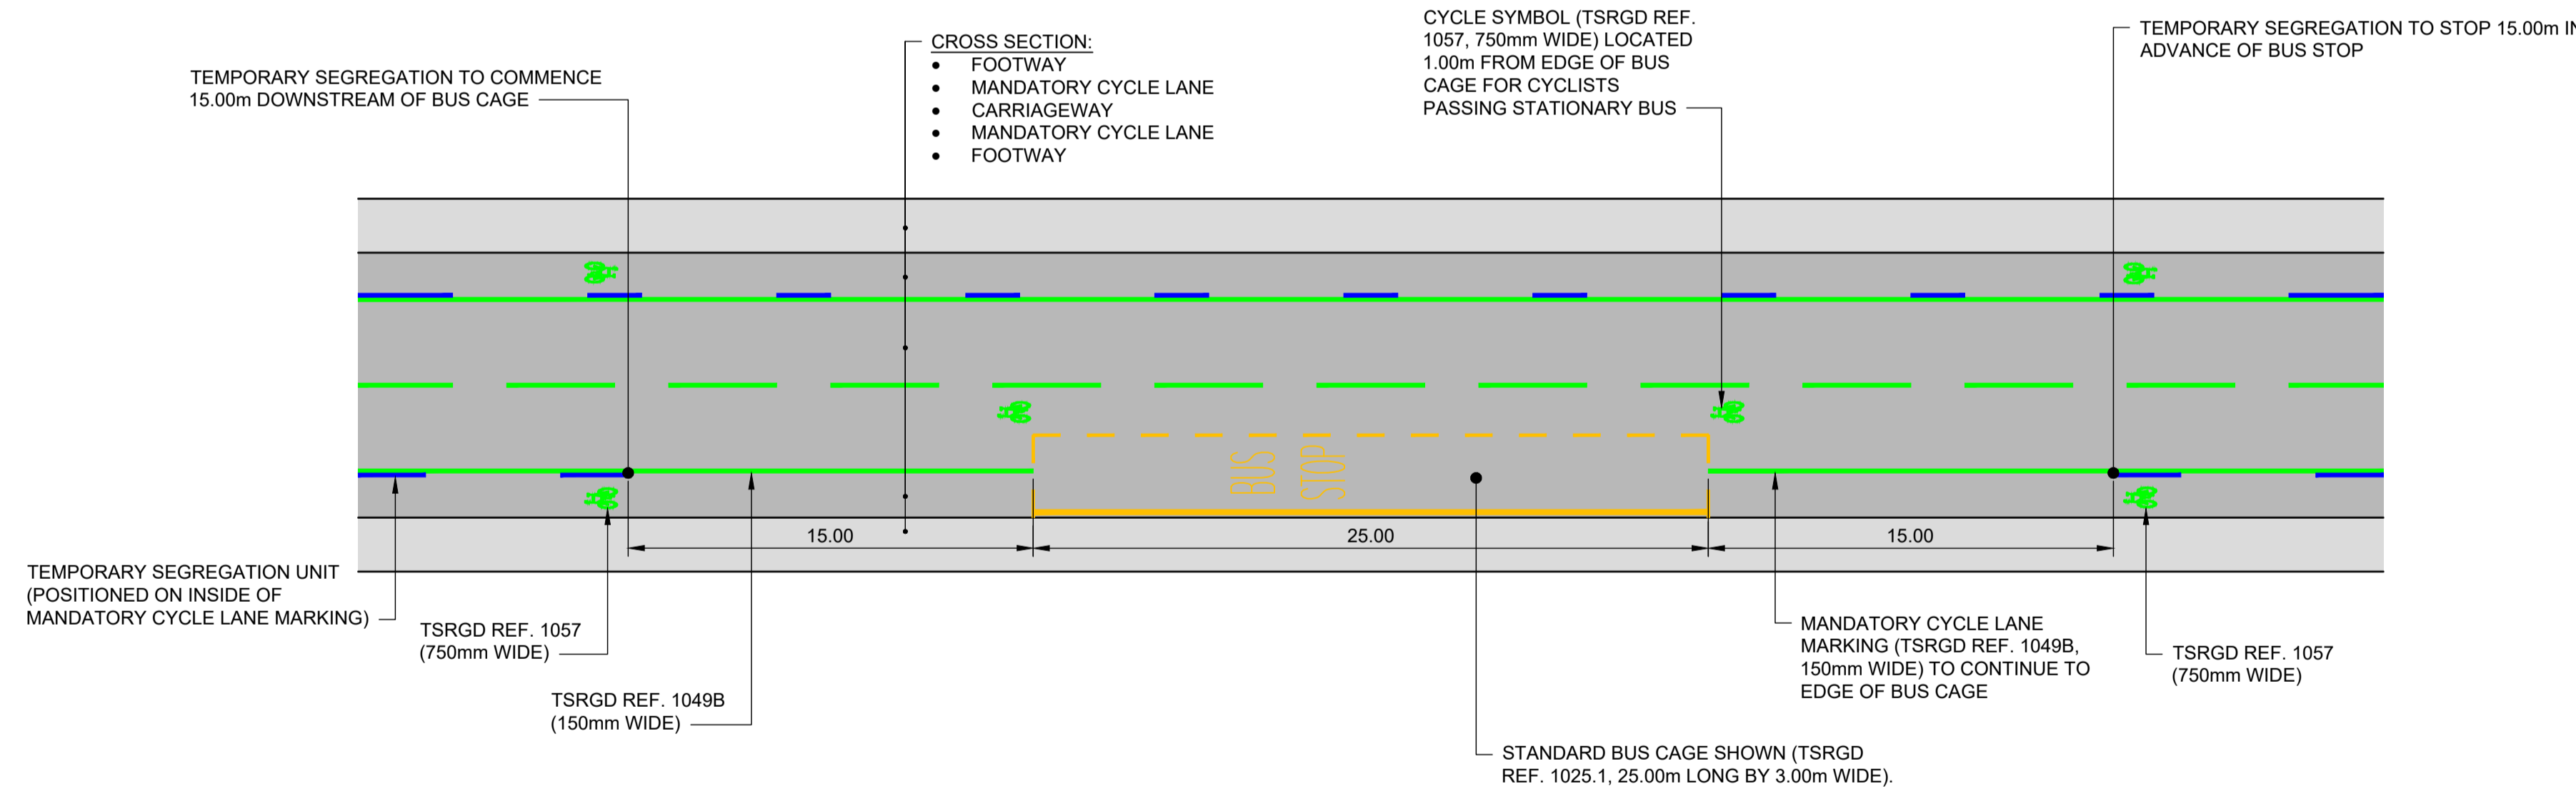 TEMPORARY SEGREGATION TO COMMENCE
15.00m DOWNSTREAM OF BUS CAGE
CROSS SECTION:
• FOOTWAY
• MANDATORY CYCLE LANE
• CARRIAGEWAY
• MANDATORY CYCLE LANE
• FOOTWAY
CYCLE SYMBOL (TSRGD REF.
1057, 750mm WIDE) LOCATED
1.00m FROM EDGE OF BUS
CAGE FOR CYCLISTS
PASSING STATIONARY BUS
TEMPORARY SEGREGATION TO STOP 15.00m IN
ADVANCE OF BUS STOP
BUS
STOP
15.00
25.00
15.00
TEMPORARY SEGREGATION UNIT
(POSITIONED ON INSIDE OF
MANDATORY CYCLE LANE MARKING)
TSRGD REF. 1057
(750mm WIDE)
TSRGD REF. 1049B
(150mm WIDE)
MANDATORY CYCLE LANE
MARKING (TSRGD REF. 1049B,
150mm WIDE) TO CONTINUE TO
EDGE OF BUS CAGE
TSRGD REF. 1057
(750mm WIDE)
STANDARD BUS CAGE SHOWN (TSRGD
REF. 1025.1, 25.00m LONG BY 3.00m WIDE).